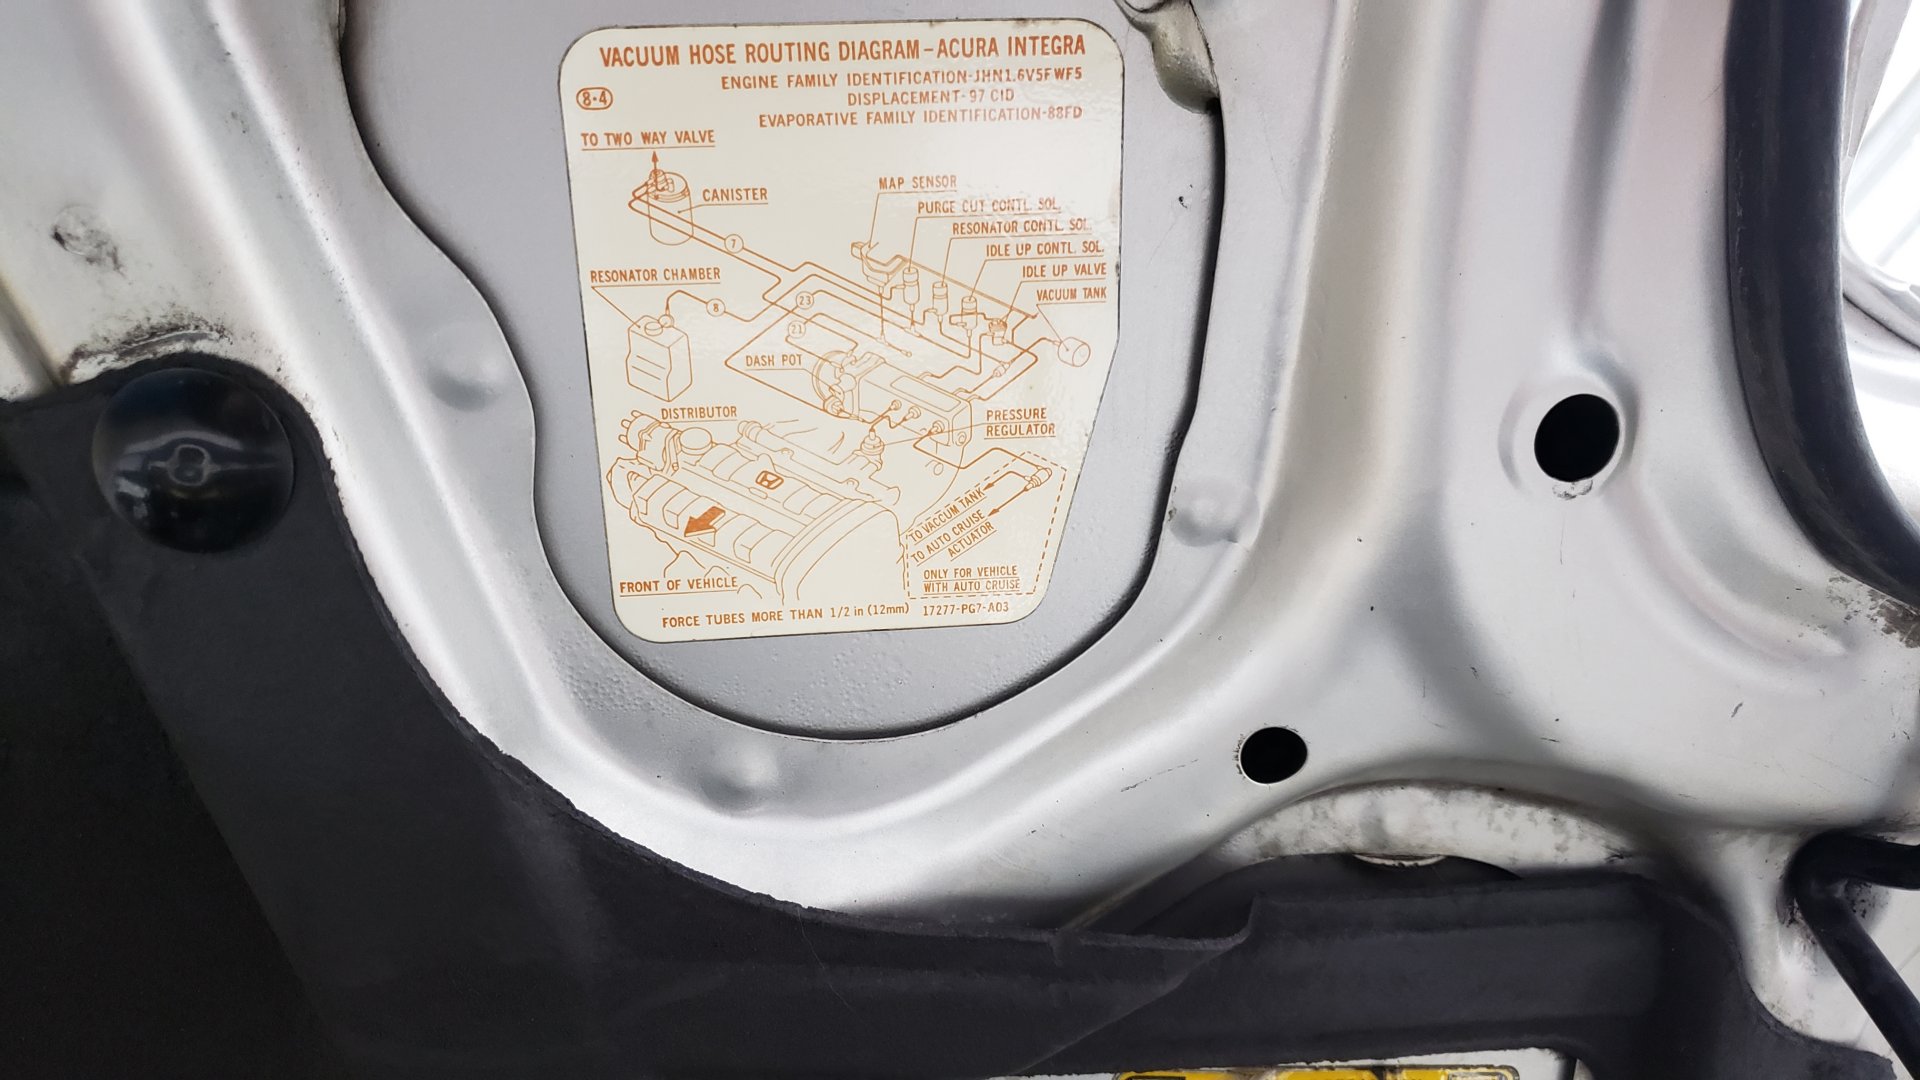 VACUUM HOSE ROUTING DIAGRAM-ACURA INTEGRA
ENGINE FAMILY IDENTIFICATION-JHN1.6V5FWF5
8-4
DISPLACEMENT-97 CID
EVAPORATIVE FAMILY IDENTIFICATION-88FD
TO TWO WAY VALVE
CANISTER
MAP SENSOR
PURGE CUT CONTL. SOL.
RESONATOR CONTL. SOL.
IDLE UP CONTL. SOL.
IDLE UP VALVE
VACUUM TANK
7
RESONATOR CHAMBER
8
23
21
DASH POT
DISTRIBUTOR
PRESSURE
REGULATOR
TO VACCUM TANK
TO AUTO CRUISE
ACTUATOR
ONLY FOR VEHICLE
WITH AUTO CRUISE
FRONT OF VEHICLE
FORCE TUBES MORE THAN 1/2 in (12mm) 17277-PG7-A03